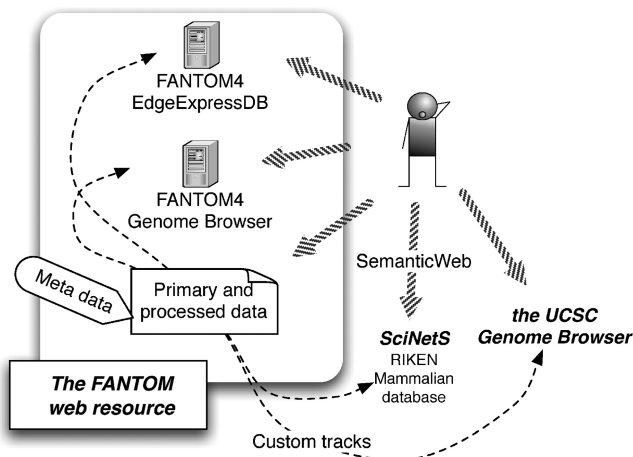 FANTOM4
EdgeExpressDB
FANTOM4
Genome Browser
SemanticWeb
Meta data
Primary and
processed data
the UCSC
Genome Browser
SciNetS
RIKEN
Mammalian
database
The FANTOM
web resource
Custom tracks